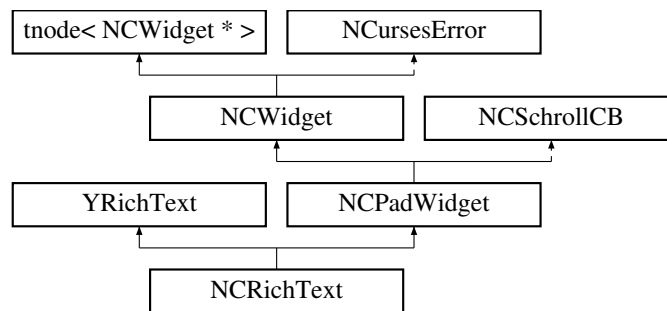 tnode< NCWidget * >
NCursesError
NCWidget
NCSchrollCB
YRichText
NCPadWidget
NCRichText